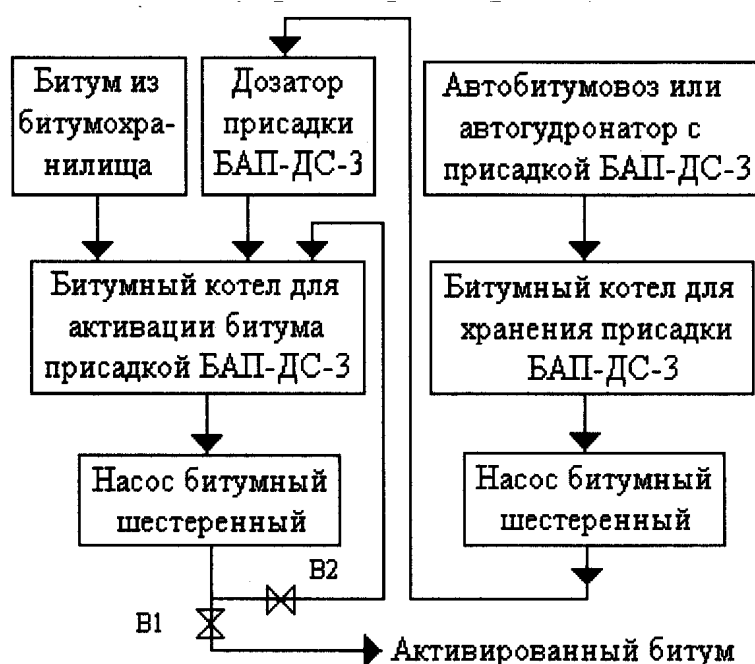 Битум из
битумохра-
нилища
Дозатор
присадки
БАП-ДС-3
Автобитумовоз или
автогудронатор с
присадкой БАП-ДС-3
Битумный котел для
активации битума
присадкой БАП-ДС-3
Битумный котел для
хранения присадки
БАП-ДС-3
Насос битумный
шестеренный
Насос битумный
шестеренный
В2
В1
Активированный битум